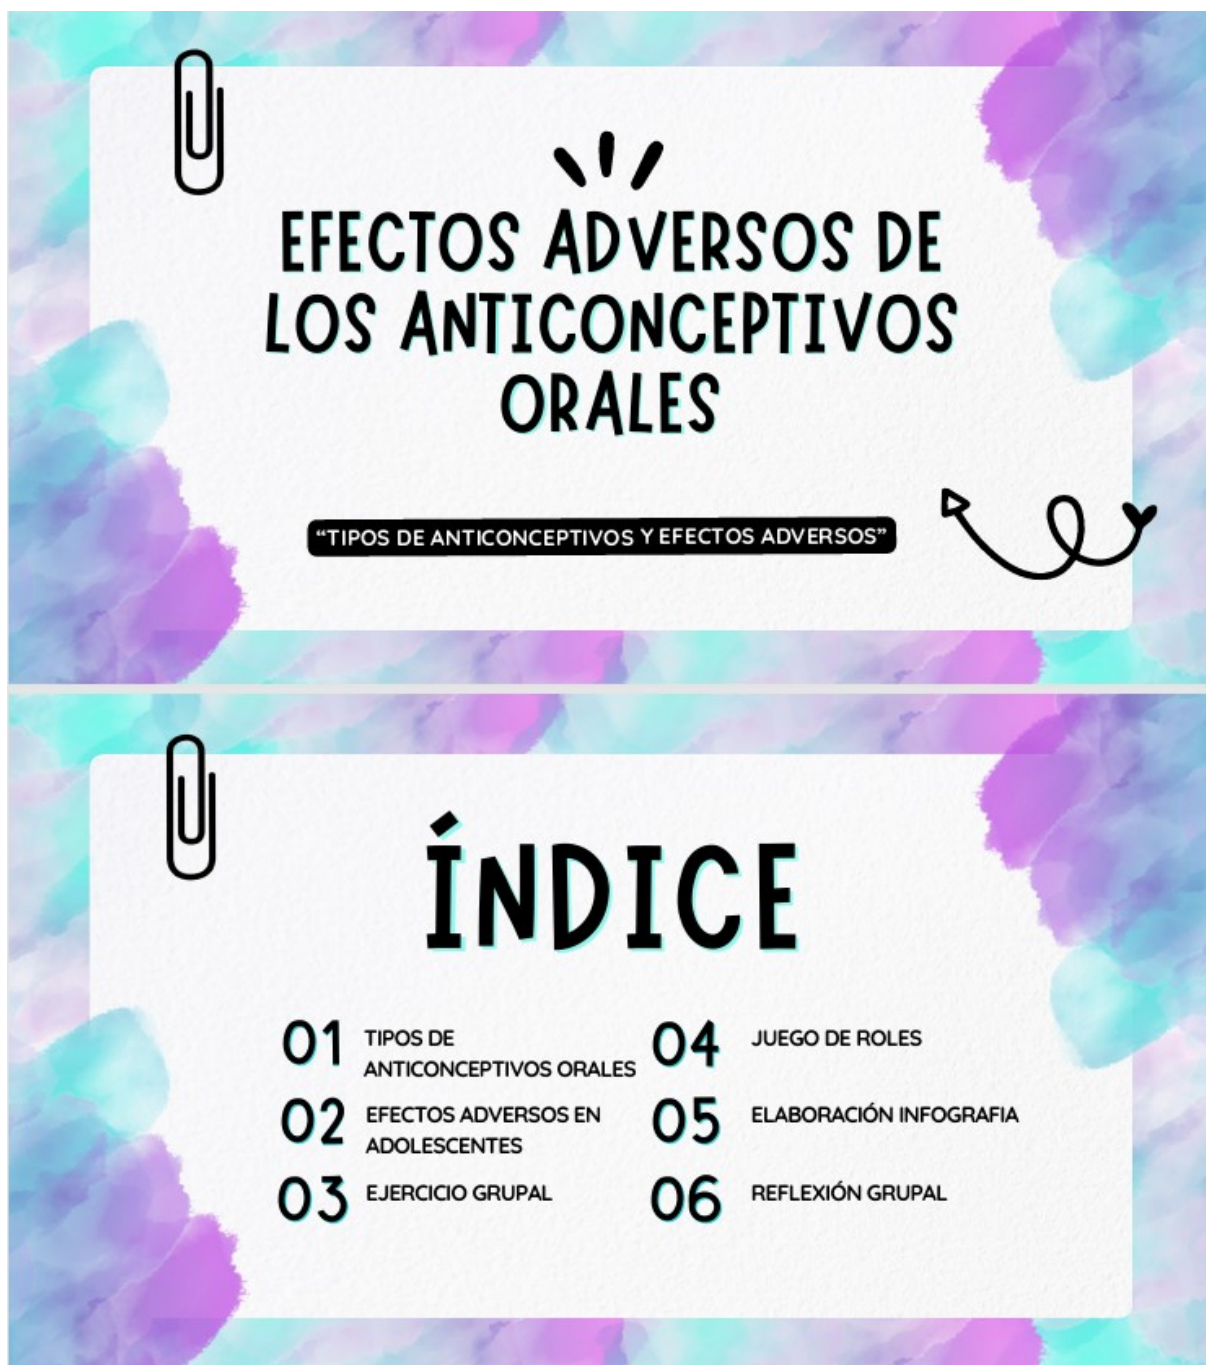 EFECTOS ADVERSOS DE
LOS ANTICONCEPTIVOS
ORALES
“TIPOS DE ANTICONCEPTIVOS Y EFECTOS ADVERSOS”
ÍNDICE
01 TIPOS DE
ANTICONCEPTIVOS ORALES
02 EFECTOS ADVERSOS EN
ADOLESCENTES
03 EJERCICIO GRUPAL
04 JUEGO DE ROLES
05 ELABORACIÓN INFOGRAFIA
06 REFLEXIÓN GRUPAL